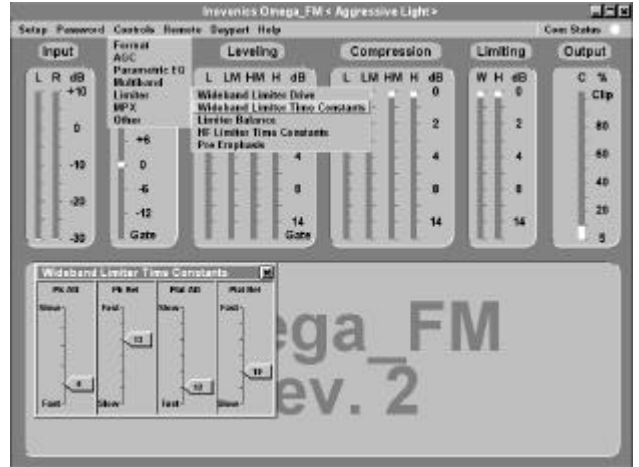 Inovonics Omega_FM < Aggressive Light >
Setup Password Controls Remote Daypart Help Com Status
Format
AGC
Parametric EQ
Multiband
Limiter
MPX
Other
Wideband Limiter Drive
Wideband Limiter Time Constants
Limiter Balance
HF Limiter Time Constants
Pre Emphasis
Input Leveling Compression Limiting Output
L R dB
+10
0
-10
-20
-30
+6
0
-6
-12
Gate
L LM HM H dB
4
8
14
Gate
L LM HM H dB
0
2
4
8
14
W H dB
0
2
4
8
14
C %
Clip
80
60
40
20
5
Wideband Limiter Time Constants
Pk Att Pk Rel Plat Att Plat Rel
Slow Fast Slow Fast
Fast Slow Fast Slow
ega_FM
ev. 2